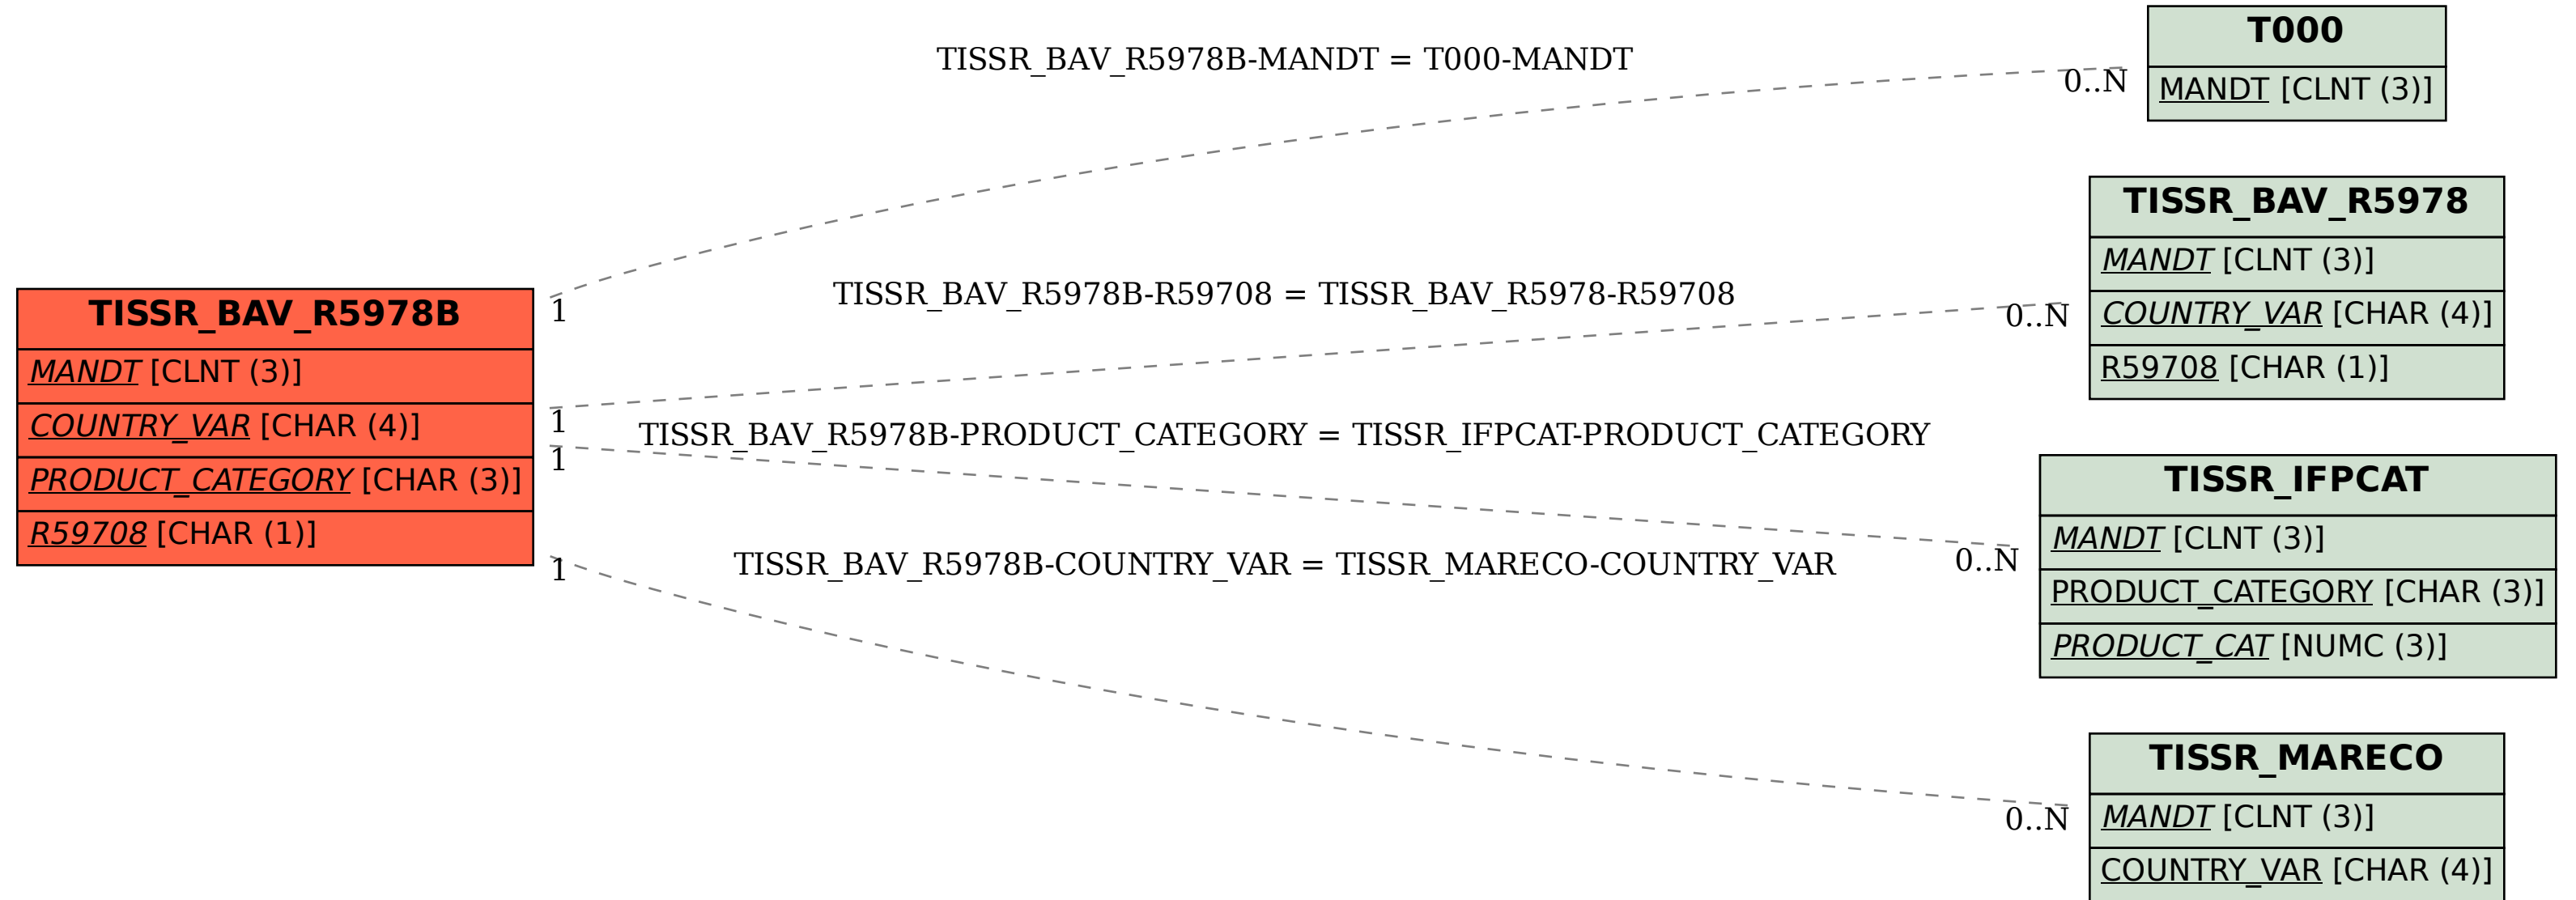 TISSR_BAV_R5978B
MANDT [CLNT (3)]
COUNTRY_VAR [CHAR (4)]
PRODUCT_CATEGORY [CHAR (3)]
R59708 [CHAR (1)]
TISSR_BAV_R5978B-MANDT = T000-MANDT
1
0..N
TISSR_BAV_R5978B-R59708 = TISSR_BAV_R5978-R59708
1
0..N
TISSR_BAV_R5978B-PRODUCT_CATEGORY = TISSR_IFPCAT-PRODUCT_CATEGORY
1
0..N
TISSR_BAV_R5978B-COUNTRY_VAR = TISSR_MARECO-COUNTRY_VAR
1
0..N
T000
MANDT [CLNT (3)]
TISSR_BAV_R5978
MANDT [CLNT (3)]
COUNTRY_VAR [CHAR (4)]
R59708 [CHAR (1)]
TISSR_IFPCAT
MANDT [CLNT (3)]
PRODUCT_CATEGORY [CHAR (3)]
PRODUCT_CAT [NUMC (3)]
TISSR_MARECO
MANDT [CLNT (3)]
COUNTRY_VAR [CHAR (4)]